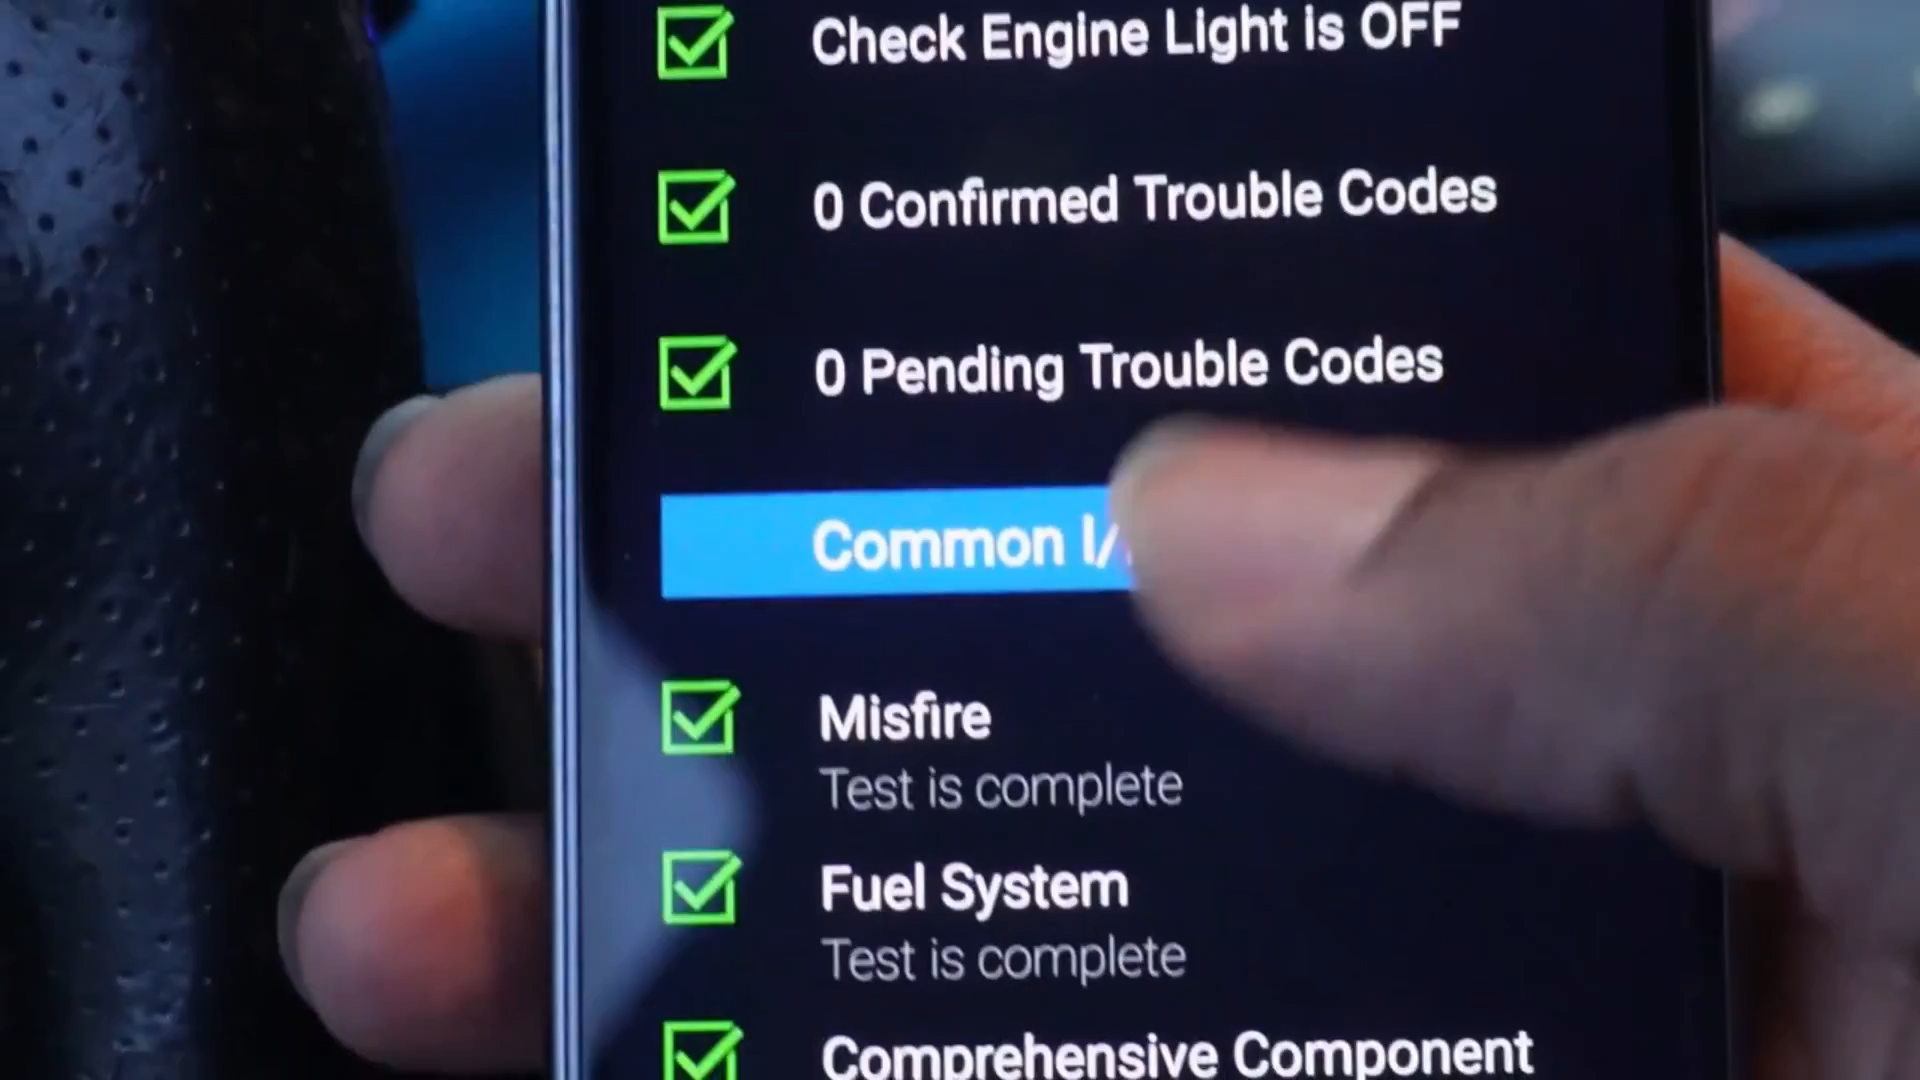 Check Engine Light is OFF
0 Confirmed Trouble Codes
0 Pending Trouble Codes
Common I/
Misfire
Test is complete
Fuel System
Test is complete
Comprehensive Component